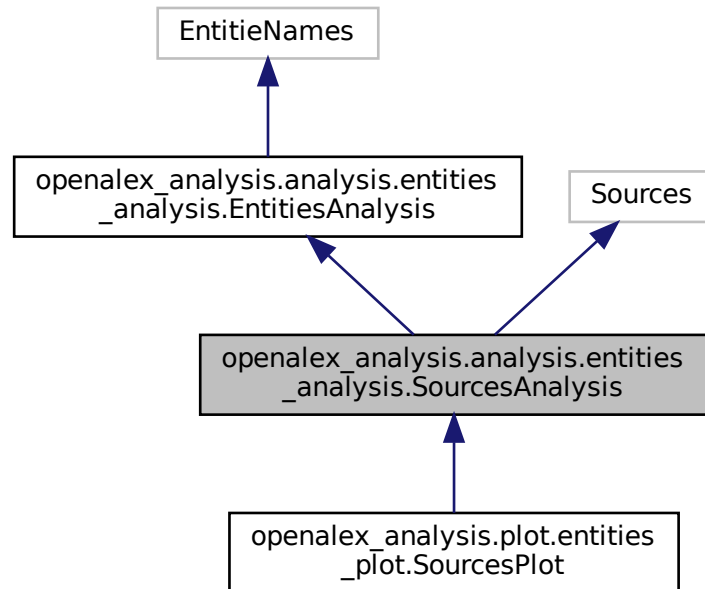 EntitieNames
openalex_analysis.analysis.entities
_analysis.EntitiesAnalysis
Sources
openalex_analysis.analysis.entities
_analysis.SourcesAnalysis
openalex_analysis.plot.entities
_plot.SourcesPlot